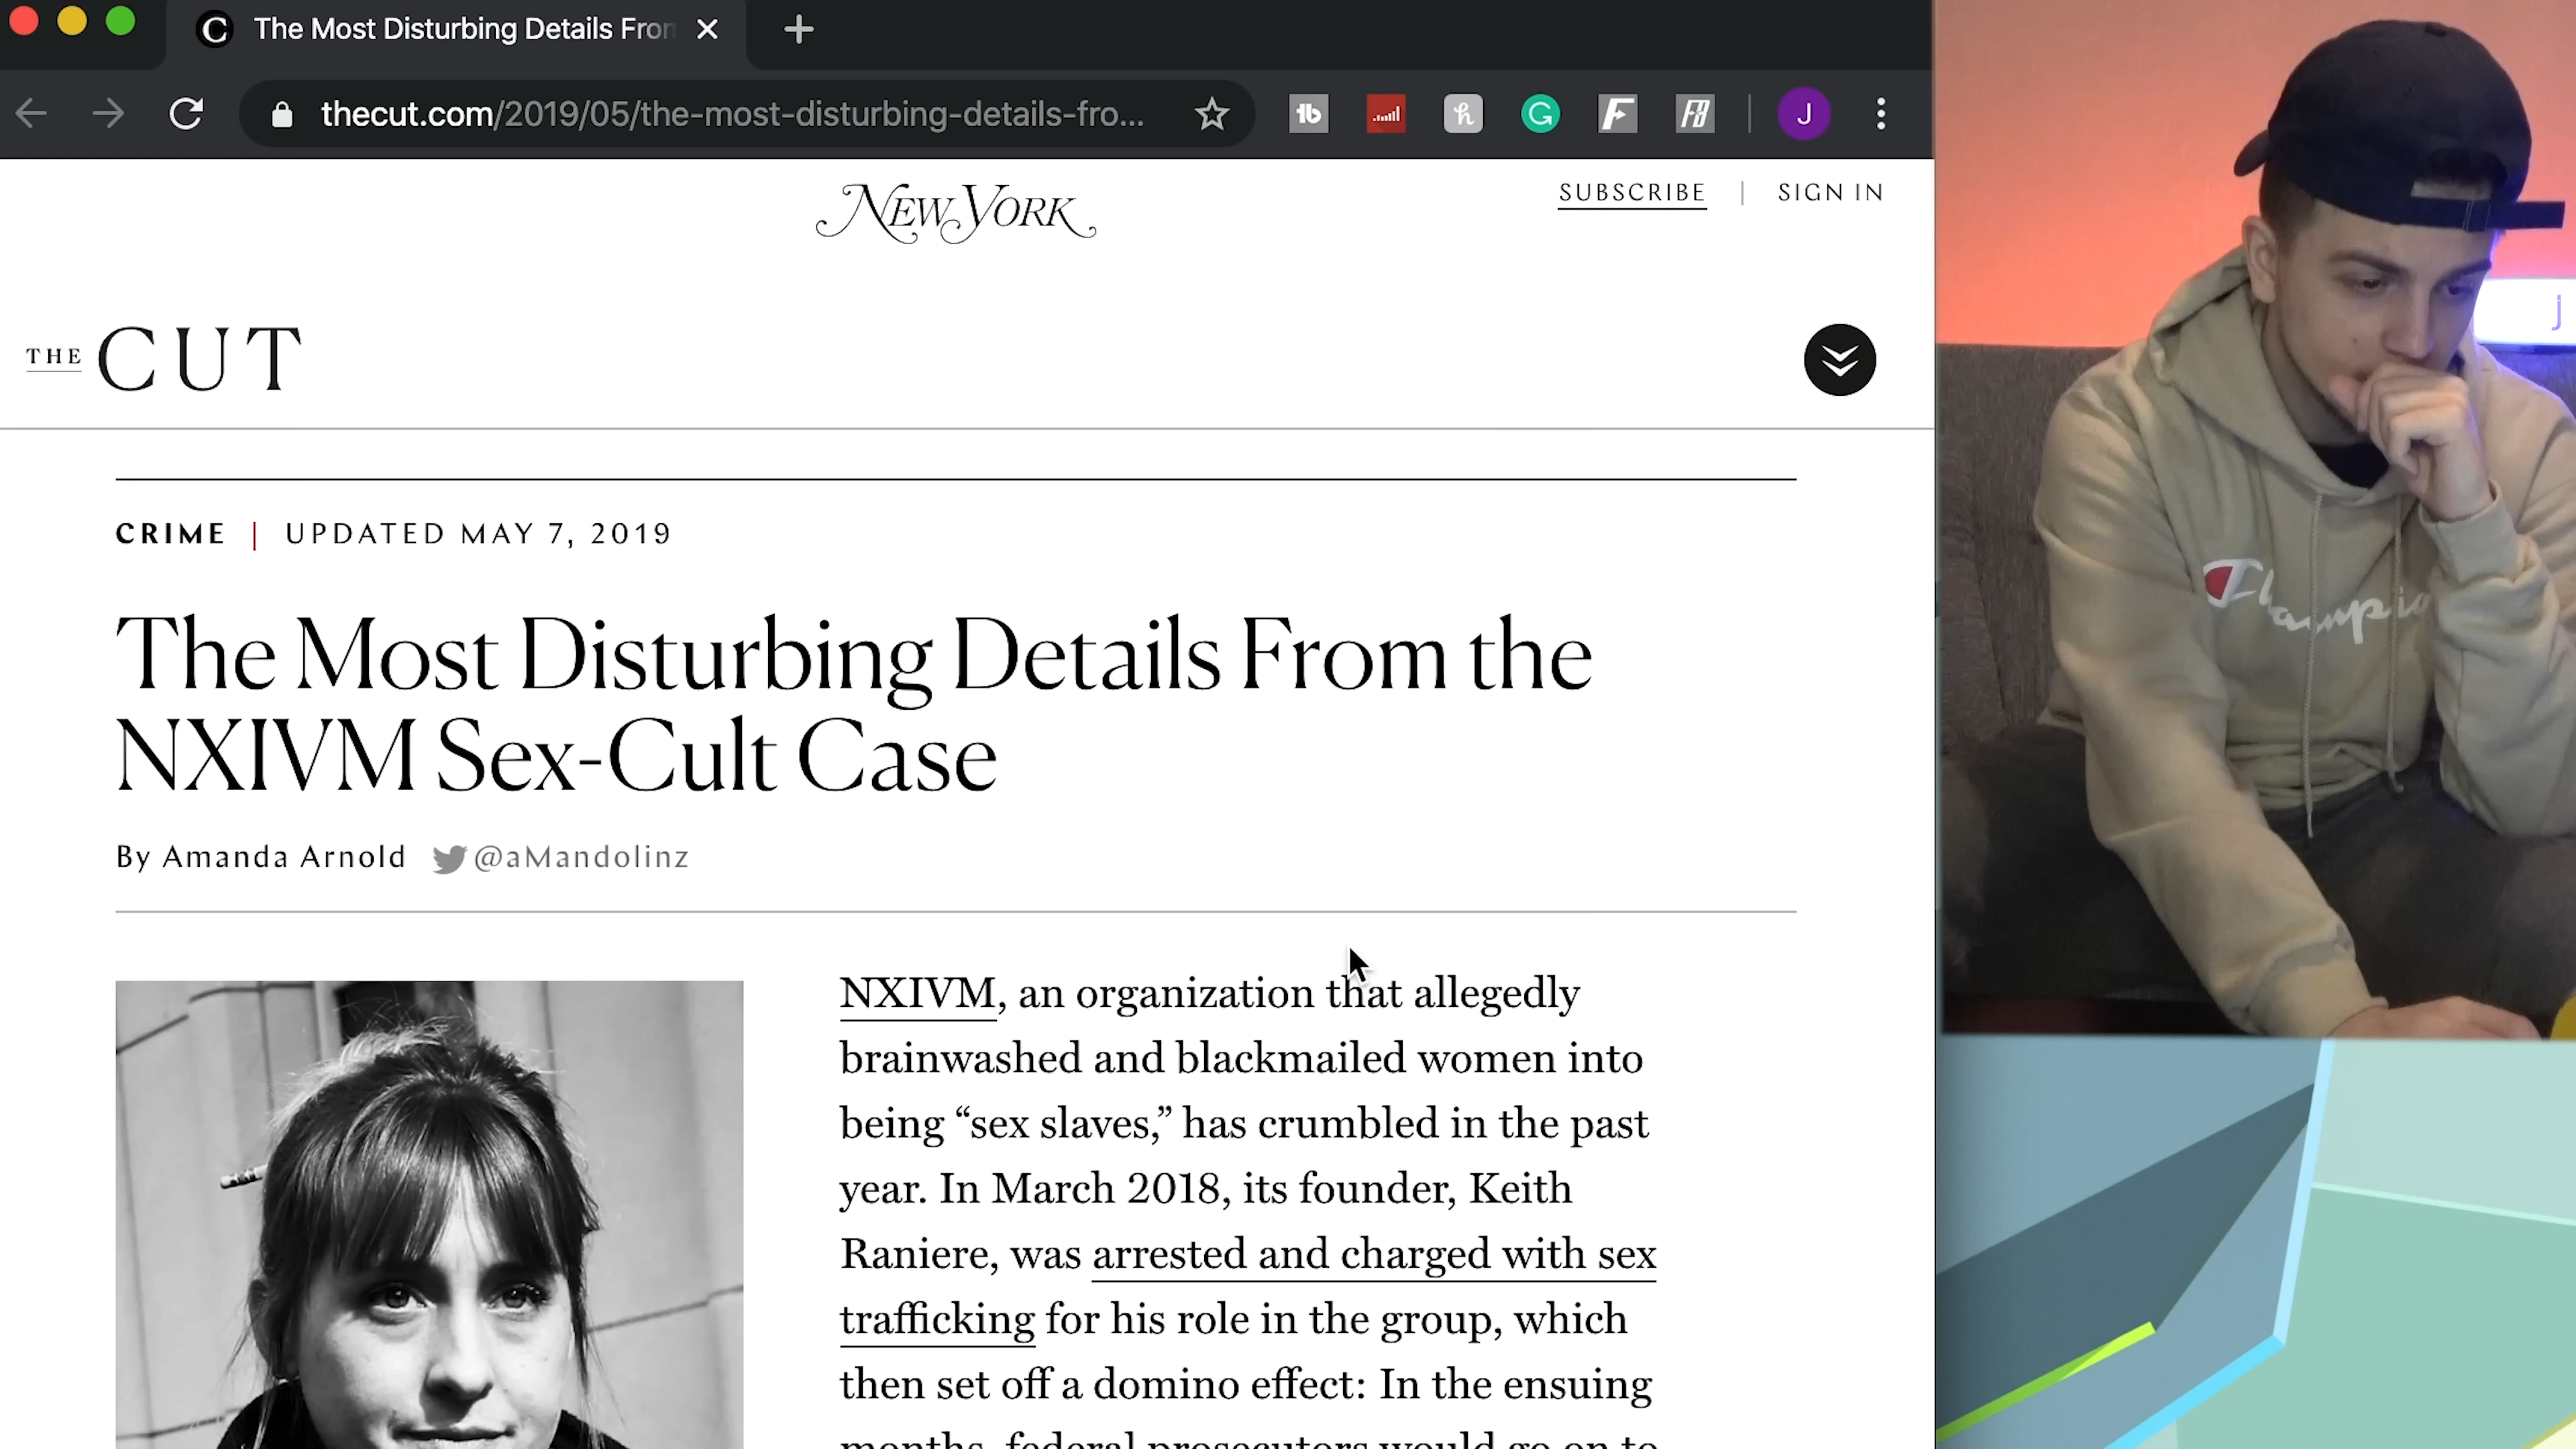 The Most Disturbing Details Fron
thecut.com/2019/05/the-most-disturbing-details-fro...
J
NEW YORK
SUBSCRIBE | SIGN IN
THE CUT
CRIME | UPDATED MAY 7, 2019
The Most Disturbing Details From the
NXIVM Sex-Cult Case
By Amanda Arnold @aMandolinz
NXIVM, an organization that allegedly
brainwashed and blackmailed women into
being “sex slaves,” has crumbled in the past
year. In March 2018, its founder, Keith
Raniere, was arrested and charged with sex
trafficking for his role in the group, which
then set off a domino effect: In the ensuing
months, federal prosecutors would go on to
Champio
j